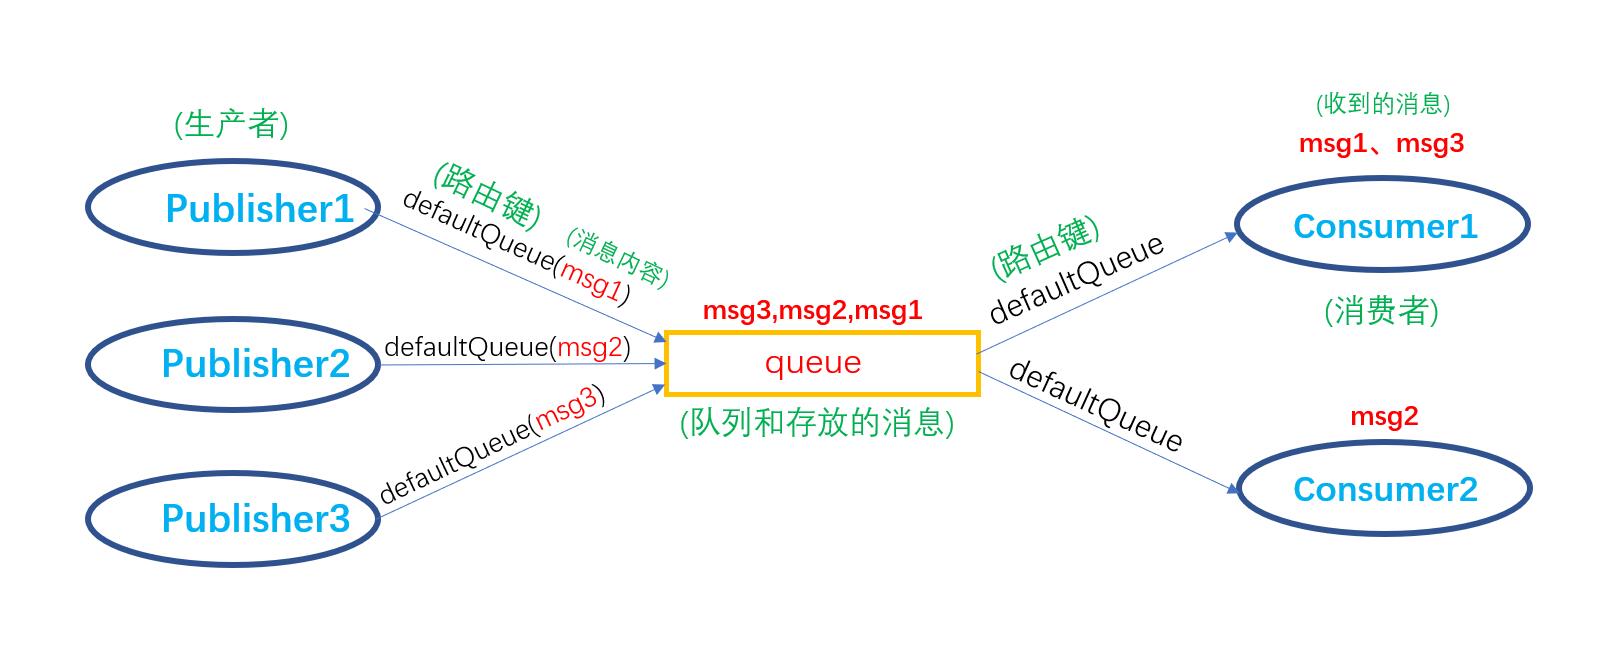 (生产者)
Publisher1
(路由键)
defaultQueue(msg1)
(消息内容)
Publisher2
defaultQueue(msg2)
Publisher3
defaultQueue(msg3)
msg3,msg2,msg1
queue
(队列和存放的消息)
(路由键)
defaultQueue
defaultQueue
(收到的消息)
msg1、msg3
Consumer1
(消费者)
msg2
Consumer2